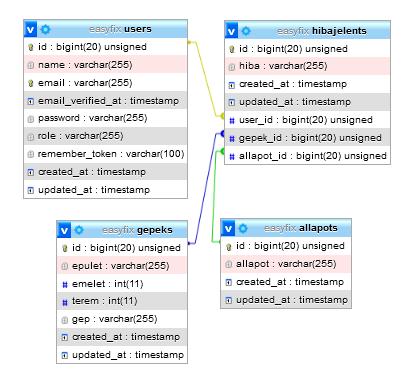 v easyfix users
id : bigint(20) unsigned
name : varchar(255)
email : varchar(255)
email_verified_at : timestamp
password : varchar(255)
role : varchar(255)
remember_token : varchar(100)
created_at : timestamp
updated_at : timestamp
v easyfix hibajelents
id : bigint(20) unsigned
hiba : varchar(255)
created_at : timestamp
updated_at : timestamp
# user_id : bigint(20) unsigned
# gepek_id : bigint(20) unsigned
# allapot_id : bigint(20) unsigned
v easyfix gepeks
id : bigint(20) unsigned
epulet : varchar(255)
# emelet : int(11)
# terem : int(11)
gep : varchar(255)
created_at : timestamp
updated_at : timestamp
v easyfix allapots
id : bigint(20) unsigned
allapot : varchar(255)
created_at : timestamp
updated_at : timestamp